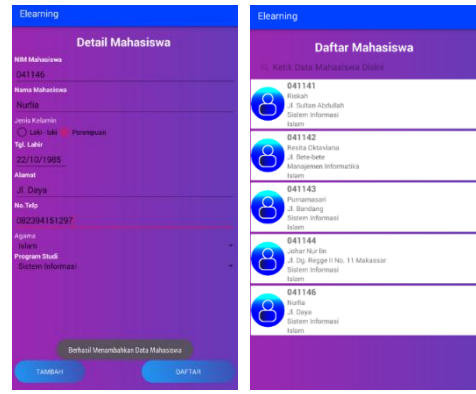 Elearning
Detail Mahasiswa
NIM Mahasiswa
041146
Nama Mahasiswa
Nurlia
Jenis Kelamin
Laki - laki Perempuan
Tgl. Lahir
22/10/1985
Alamat
Jl. Daya
No.Telp
082394151297
Agama
Islam
Program Studi
Sistem Informasi
Berhasil Menambahkan Data Mahasiswa
TAMBAH DAFTAR
Elearning
Daftar Mahasiswa
Ketik Data Mahasiswa Disini
041141
Riskah
Jl. Sultan Abdullah
Sistem Informasi
Islam
041142
Resita Oktaviana
Jl. Bete-bete
Manajemen Informatika
Islam
041143
Purnamasari
Jl. Bandang
Sistem Informasi
Islam
041144
Johar Nur Iin
Jl. Dg. Regge II No. 11 Makassar
Sistem Informasi
Islam
041146
Nurlia
Jl. Daya
Sistem Informasi
Islam